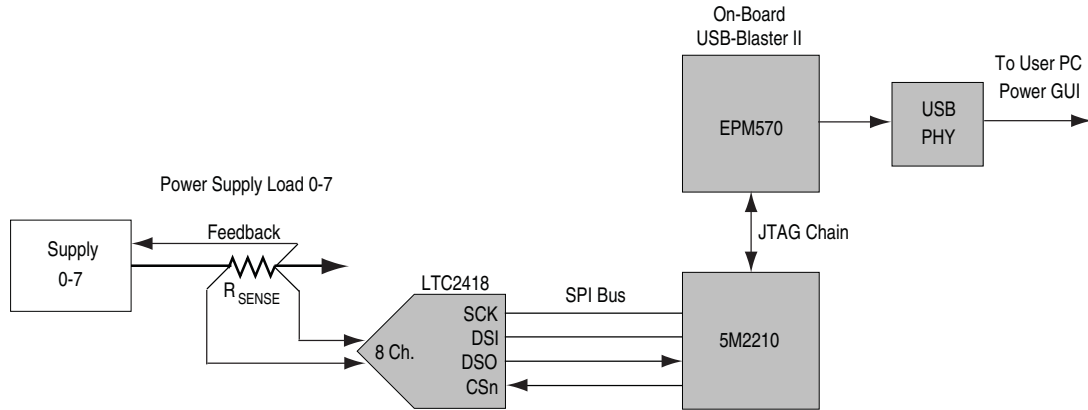 On-Board
USB-Blaster II
EPM570
USB
PHY
To User PC
Power GUI
Power Supply Load 0-7
Supply
0-7
Feedback
RSENSE
JTAG Chain
LTC2418
8 Ch.
SCK
DSI
DSO
CSn
SPI Bus
5M2210